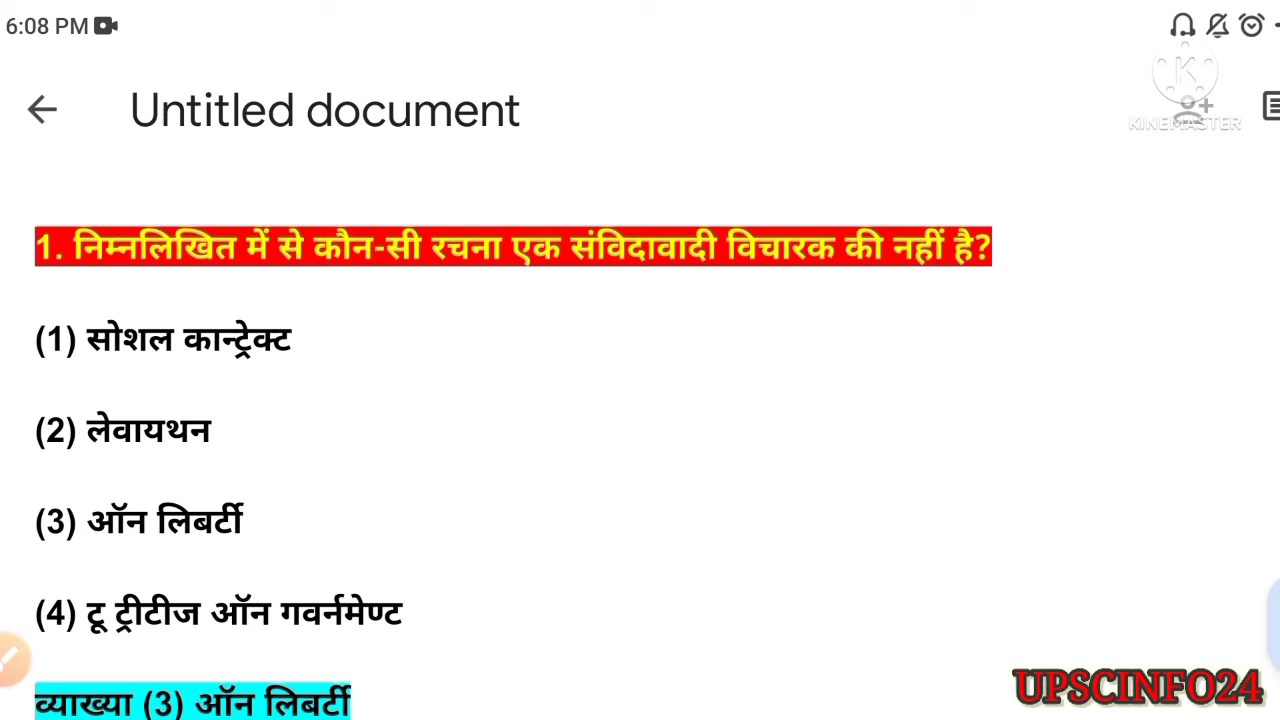 6:08 PM
Untitled document
KINEMASTER
1. निम्नलिखित में से कौन-सी रचना एक संविदावादी विचारक की नहीं है?
(1) सोशल कान्ट्रेक्ट
(2) लेवायथन
(3) ऑन लिबर्टी
(4) टू ट्रीटीज ऑन गवर्नमेण्ट
व्याख्या (3) ऑन लिबर्टी
UPSCINFO24